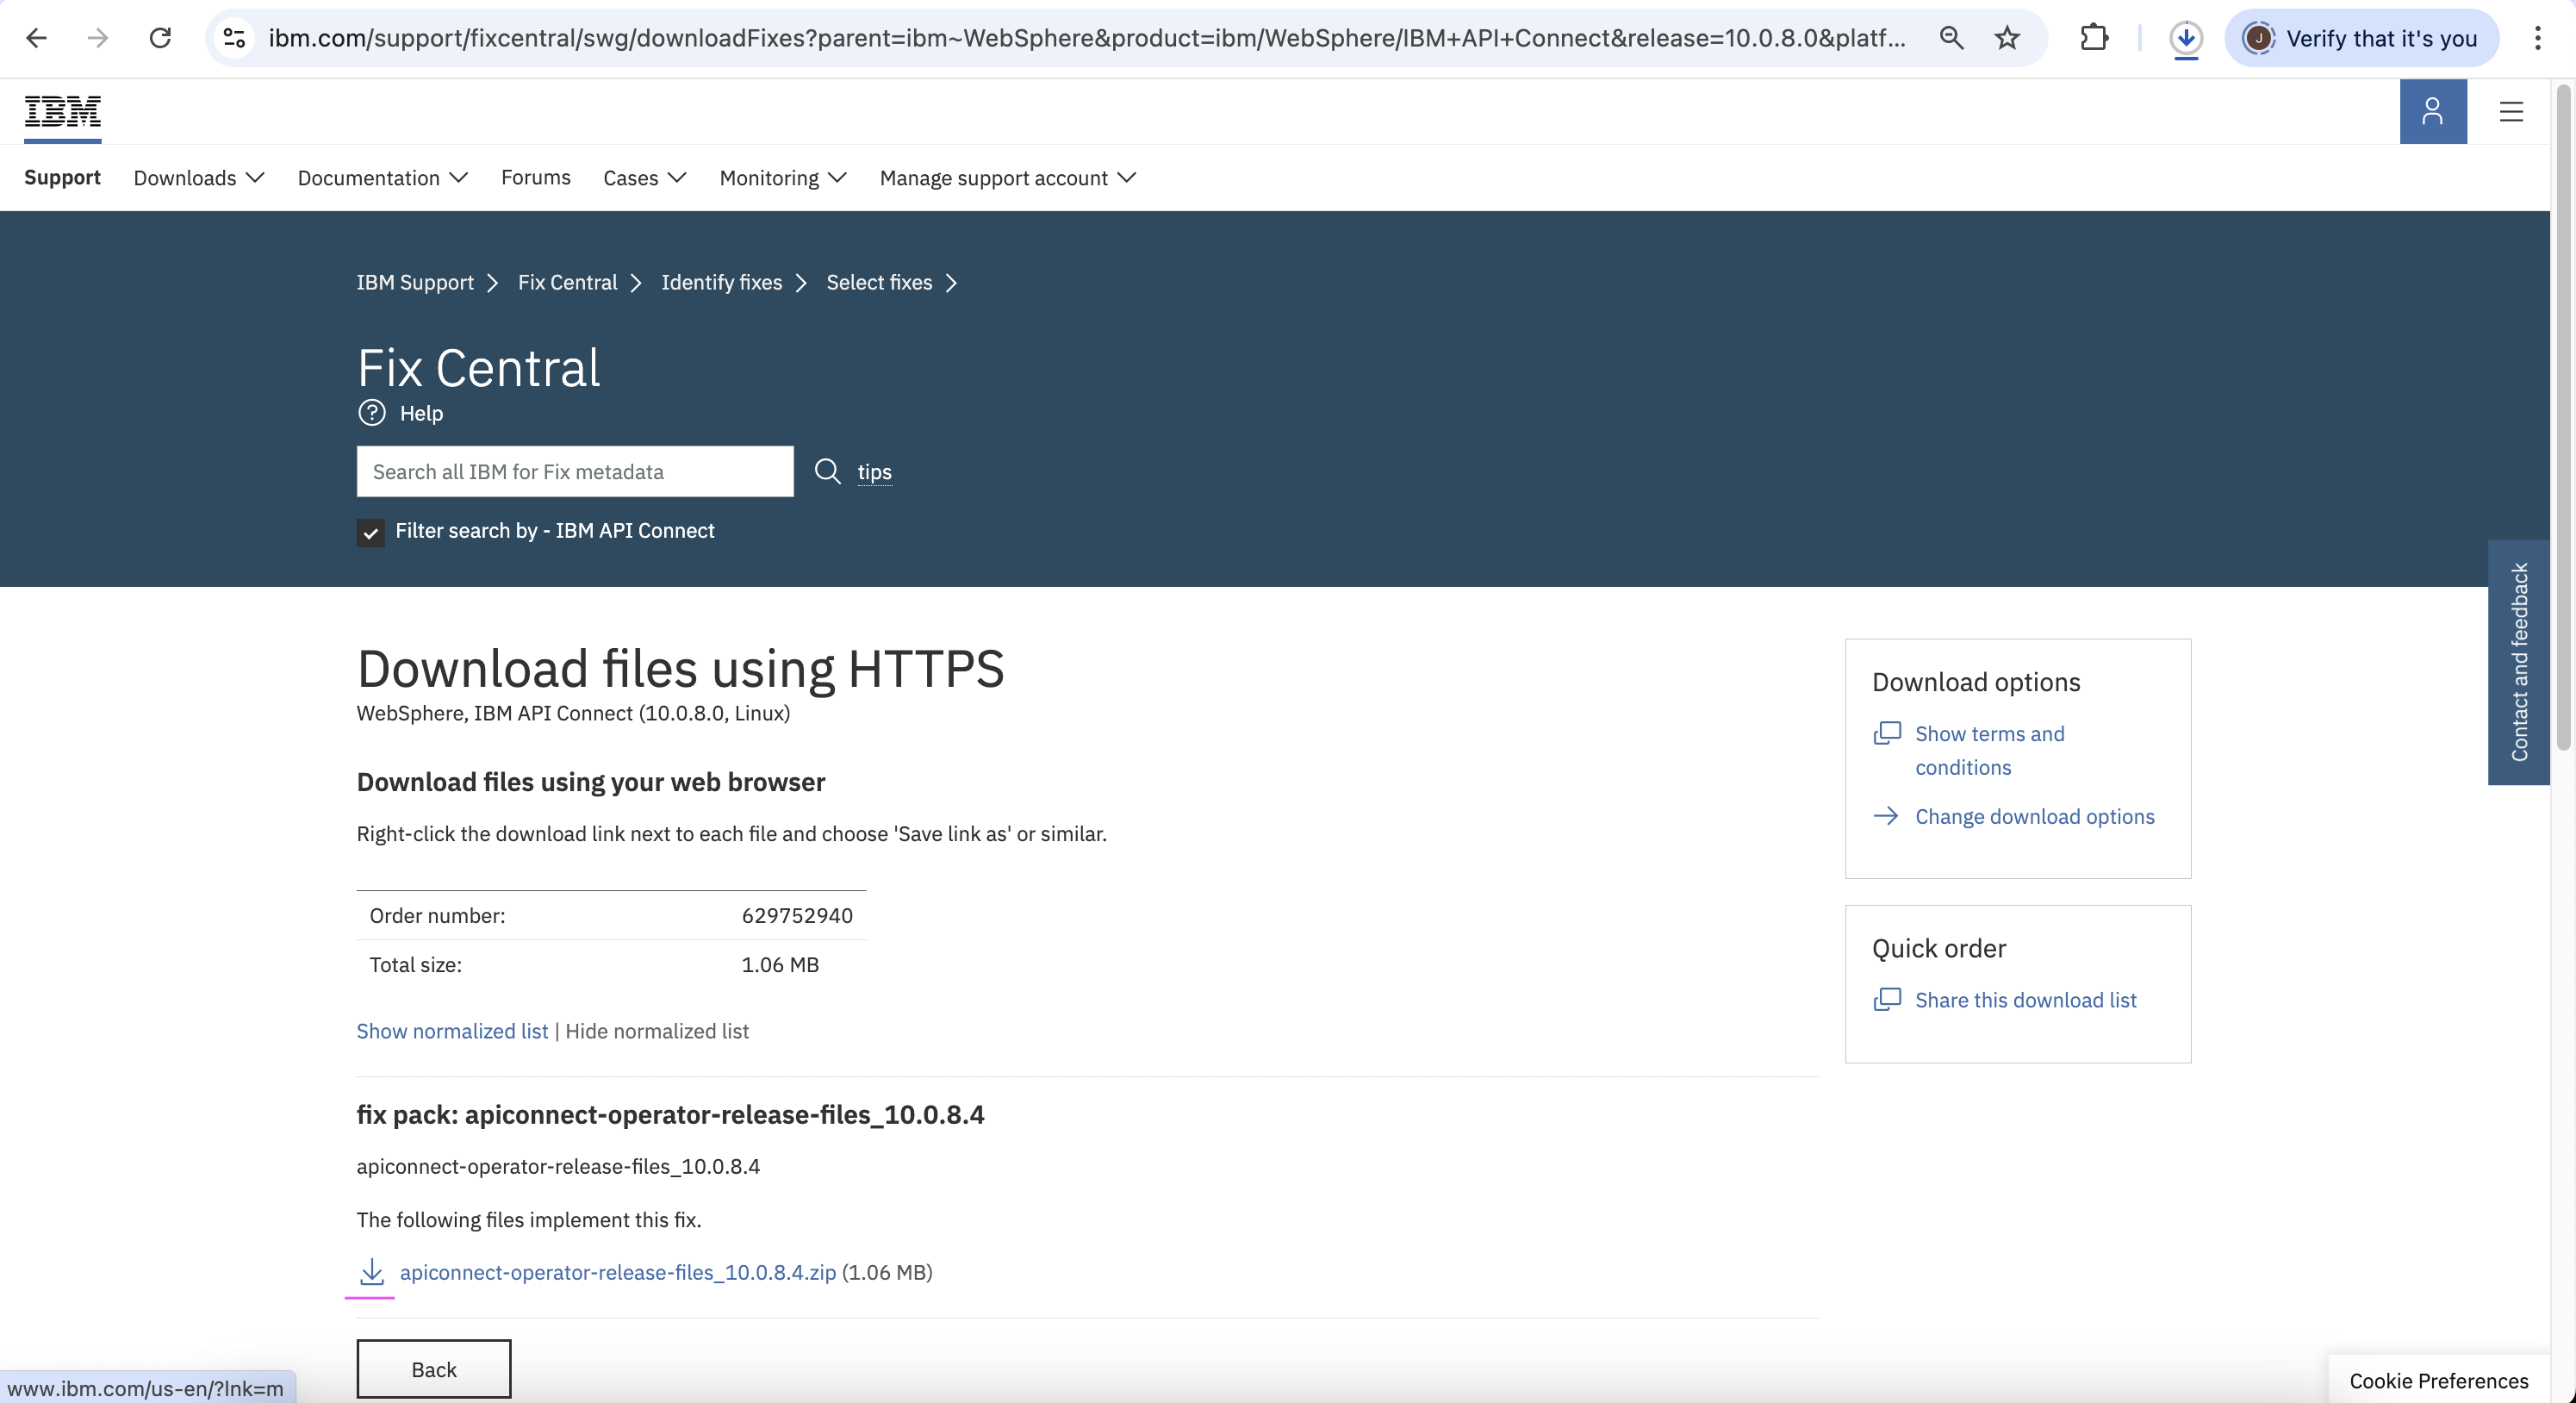 ibm.com/support/fixcentral/swg/downloadFixes?parent=ibm~WebSphere&product=ibm/WebSphere/IBM+API+Connect&release=10.0.8.0&platf...
J
Verify that it's you
IBM
Support
Downloads
Documentation
Forums
Cases
Monitoring
Manage support account
IBM Support
Fix Central
Identify fixes
Select fixes
Fix Central
? Help
Search all IBM for Fix metadata
tips
Filter search by - IBM API Connect
Contact and feedback
Download files using HTTPS
WebSphere, IBM API Connect (10.0.8.0, Linux)
Download files using your web browser
Right-click the download link next to each file and choose 'Save link as' or similar.
Order number: 629752940
Total size: 1.06 MB
Show normalized list | Hide normalized list
fix pack: apiconnect-operator-release-files_10.0.8.4
apiconnect-operator-release-files_10.0.8.4
The following files implement this fix.
apiconnect-operator-release-files_10.0.8.4.zip (1.06 MB)
Back
Download options
Show terms and
conditions
Change download options
Quick order
Share this download list
www.ibm.com/us-en/?lnk=m
Cookie Preferences